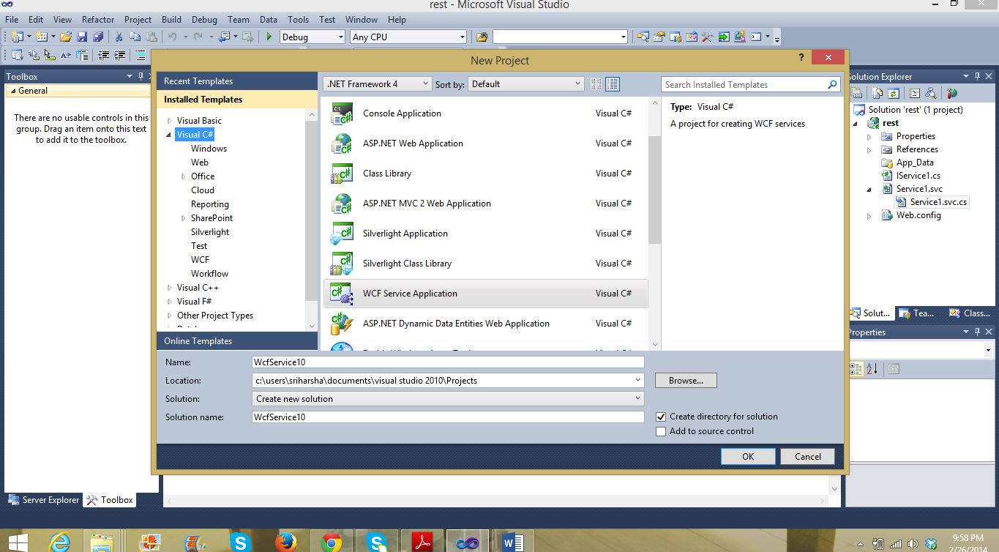 rest - Microsoft Visual Studio
File Edit View Refactor Project Build Debug Team Data Tools Test Window Help
Debug Any CPU
Toolbox
General
There are no usable controls in this
group. Drag an item onto this text
to add it to the toolbox.
Server Explorer Toolbox
New Project
?
Recent Templates
Installed Templates
Visual Basic
Visual C#
Windows
Web
Office
Cloud
Reporting
SharePoint
Silverlight
Test
WCF
Workflow
Visual C++
Visual F#
Other Project Types
Online Templates
.NET Framework 4 Sort by: Default
Search Installed Templates
Console Application Visual C#
ASP.NET Web Application Visual C#
Class Library Visual C#
ASP.NET MVC 2 Web Application Visual C#
Silverlight Application Visual C#
Silverlight Class Library Visual C#
WCF Service Application Visual C#
ASP.NET Dynamic Data Entities Web Application Visual C#
Type: Visual C#
A project for creating WCF services
Name: WcfService10
Location: c:\users\sriharsha\documents\visual studio 2010\Projects Browse...
Solution: Create new solution
Solution name: WcfService10
Create directory for solution
Add to source control
OK Cancel
olution Explorer
Solution 'rest' (1 project)
rest
Properties
References
App_Data
IService1.cs
Service1.svc
Service1.svc.cs
Web.config
Solut... Tea... Class...
Properties
9:58 PM
2/26/2014